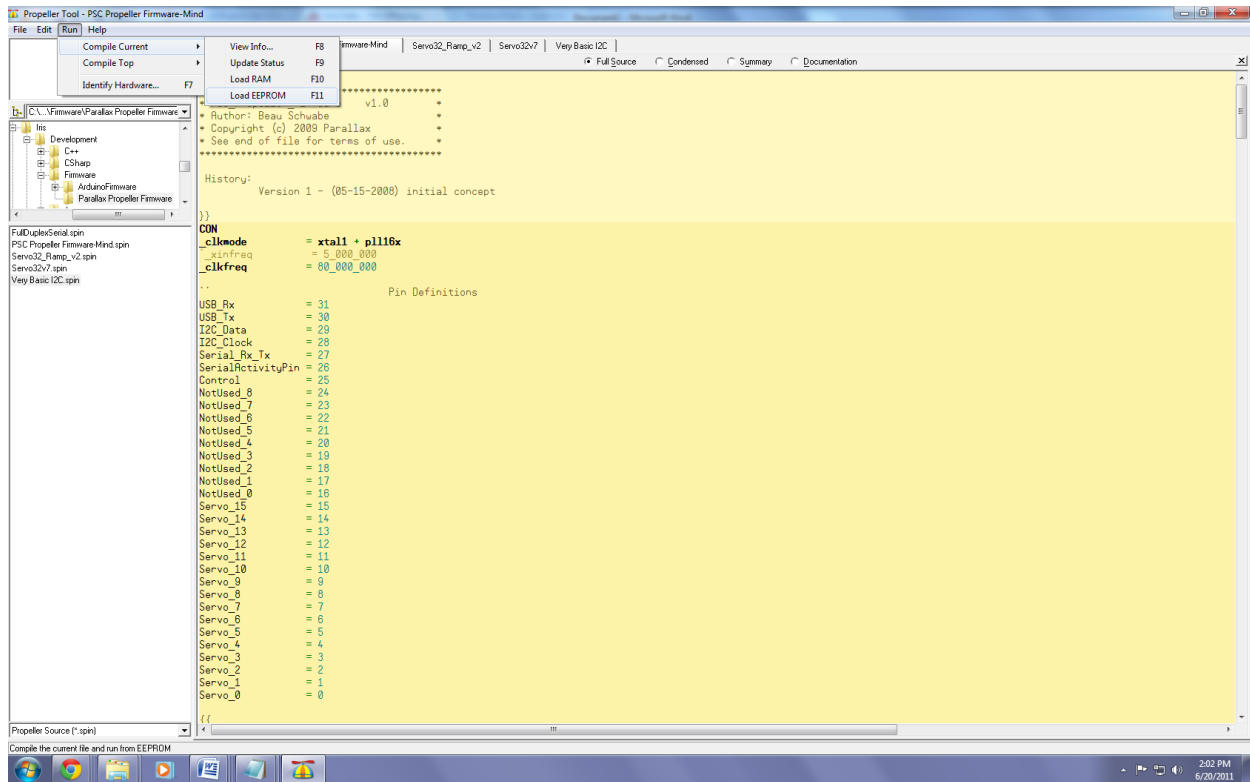 Propeller Tool - PSC Propeller Firmware-Mind
File Edit Run Help
Compile Current
Compile Top
Identify Hardware... F7
View Info... F8
Update Status F9
Load RAM F10
Load EEPROM F11
Servo32_Ramp_v2 Servo32v7 Very Basic I2C
Full Source Condensed Summary Documentation
C:\...\Firmware\Parallax Propeller Firmware
Iris
Development
C++
CSharp
Firmware
ArduinoFirmware
Parallax Propeller Firmware
FullDuplexSerial.spin
PSC Propeller Firmware-Mind.spin
Servo32_Ramp_v2.spin
Servo32v7.spin
Very Basic I2C.spin
Propeller Source (*.spin)
v1.0 *
* Author: Beau Schwabe *
* Copyright (c) 2009 Parallax *
* See end of file for terms of use. *
*****************************************
History:
Version 1 - (05-15-2008) initial concept
}}
CON
_clkmode = xtal1 + pll16x
'_xinfreq = 5_000_000
_clkfreq = 80_000_000
'' Pin Definitions
USB_Rx = 31
USB_Tx = 30
I2C_Data = 29
I2C_Clock = 28
Serial_Rx_Tx = 27
SerialActivityPin = 26
Control = 25
NotUsed_8 = 24
NotUsed_7 = 23
NotUsed_6 = 22
NotUsed_5 = 21
NotUsed_4 = 20
NotUsed_3 = 19
NotUsed_2 = 18
NotUsed_1 = 17
NotUsed_0 = 16
Servo_15 = 15
Servo_14 = 14
Servo_13 = 13
Servo_12 = 12
Servo_11 = 11
Servo_10 = 10
Servo_9 = 9
Servo_8 = 8
Servo_7 = 7
Servo_6 = 6
Servo_5 = 5
Servo_4 = 4
Servo_3 = 3
Servo_2 = 2
Servo_1 = 1
Servo_0 = 0
{{
Compile the current file and run from EEPROM
2:02 PM
6/20/2011